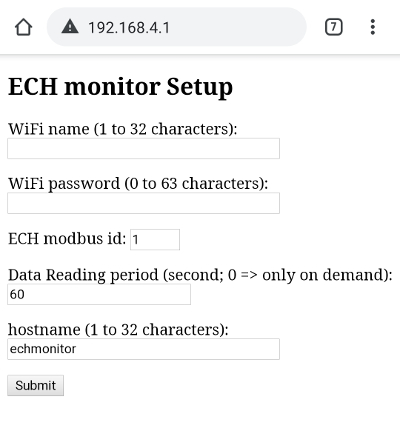 192.168.4.1
7
ECH monitor Setup
WiFi name (1 to 32 characters):
WiFi password (0 to 63 characters):
ECH modbus id: 1
Data Reading period (second; 0 => only on demand):
60
hostname (1 to 32 characters):
echmonitor
Submit